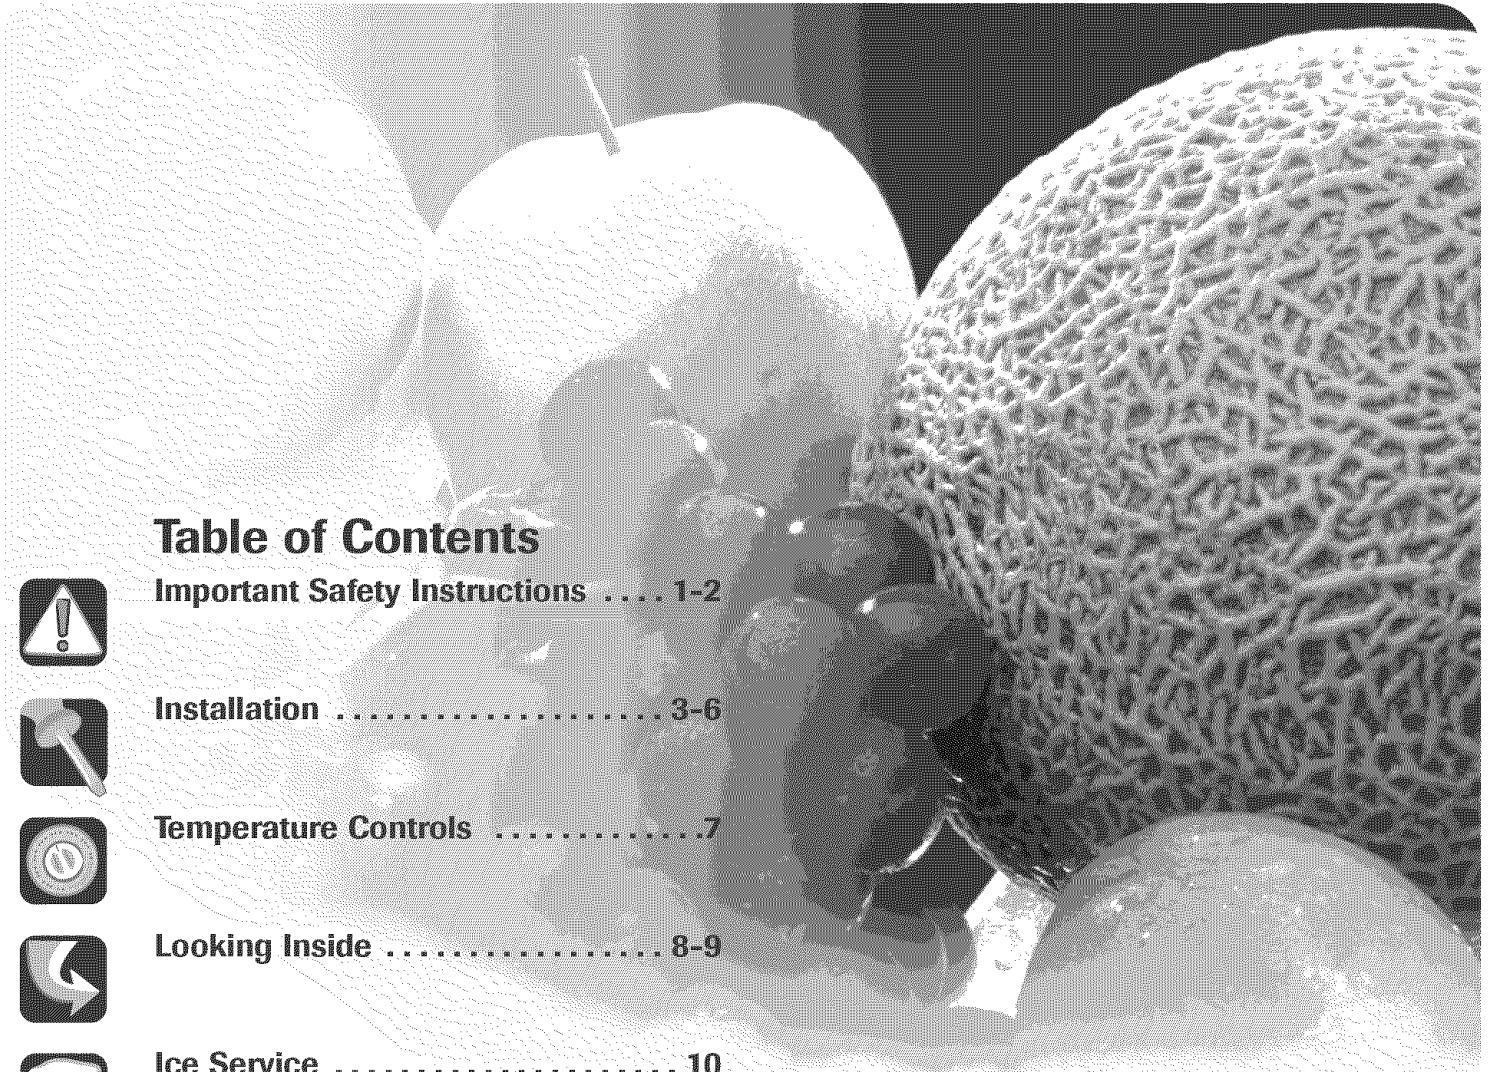 Table of Contents
Important Safety Instructions ....1-2
Installation ....................3-6
Temperature Controls .............7
Looking Inside .................8-9
Ice Service .....................10